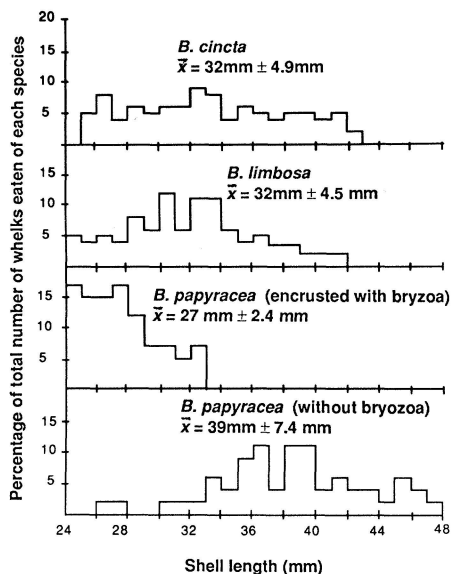 Percentage of total number of whelks eaten of each species
20
15
10
5
B. cincta
x̄ = 32mm ± 4.9mm
15
10
5
B. limbosa
x̄ = 32mm ± 4.5 mm
15
10
5
B. papyracea (encrusted with bryzoa)
x̄ = 27 mm ± 2.4 mm
15
10
5
B. papyracea (without bryozoa)
x̄ = 39mm ± 7.4 mm
24 28 32 36 40 44 48
Shell length (mm)